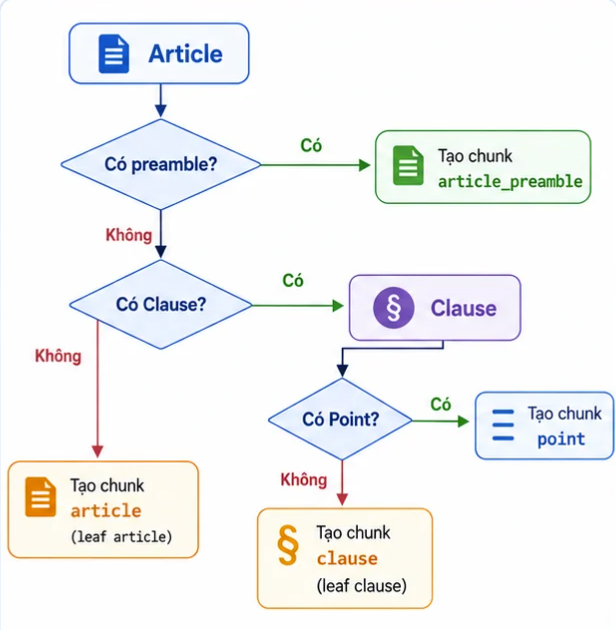 Article
Có preamble?
Có
Tạo chunk
article_preamble
Không
Có Clause?
Có
§ Clause
Không
Có Point?
Có
Tạo chunk
point
Không
Tạo chunk
article
(leaf article)
§ Tạo chunk
clause
(leaf clause)